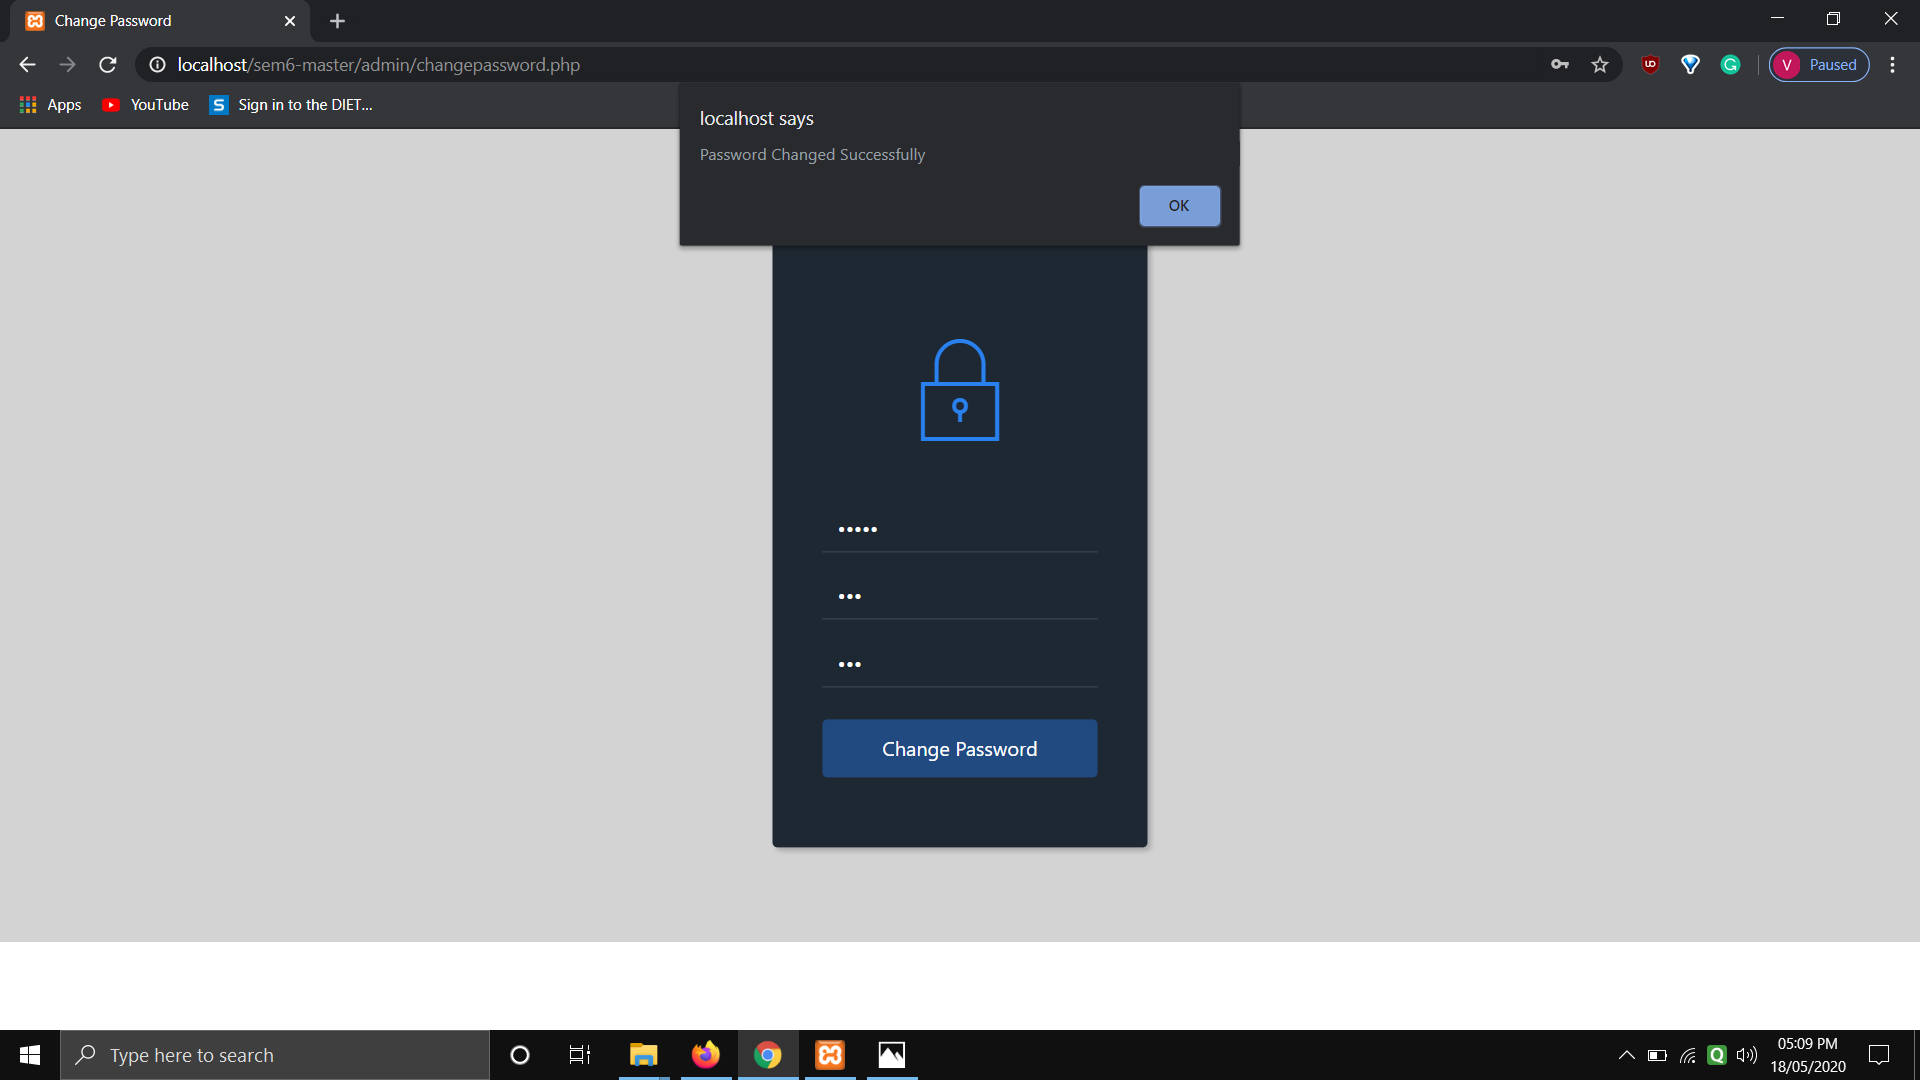 Change Password
localhost/sem6-master/admin/changepassword.php
V Paused
Apps YouTube S Sign in to the DIET...
localhost says
Password Changed Successfully
OK
•••••
•••
•••
Change Password
Type here to search
05:09 PM
18/05/2020